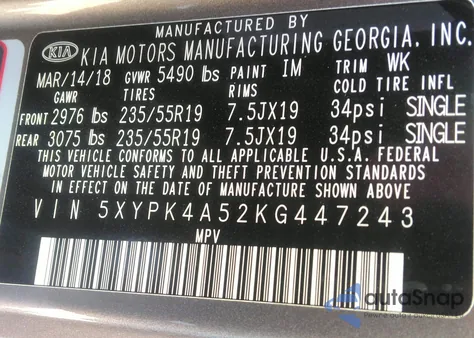 MANUFACTURED BY
KIA KIA MOTORS MANUFACTURING GEORGIA, INC.
MAR/14/18 GVWR 5490 lbs PAINT IM TRIM WK
GAWR TIRES RIMS COLD TIRE INFL
FRONT 2976 lbs 235/55R19 7.5JX19 34psi SINGLE
REAR 3075 lbs 235/55R19 7.5JX19 34psi SINGLE
THIS VEHICLE CONFORMS TO ALL APPLICABLE U.S.A. FEDERAL
MOTOR VEHICLE SAFETY AND THEFT PREVENTION STANDARDS
IN EFFECT ON THE DATE OF MANUFACTURE SHOWN ABOVE
VIN 5XYPK4A52KG447243
MPV
autoSnap